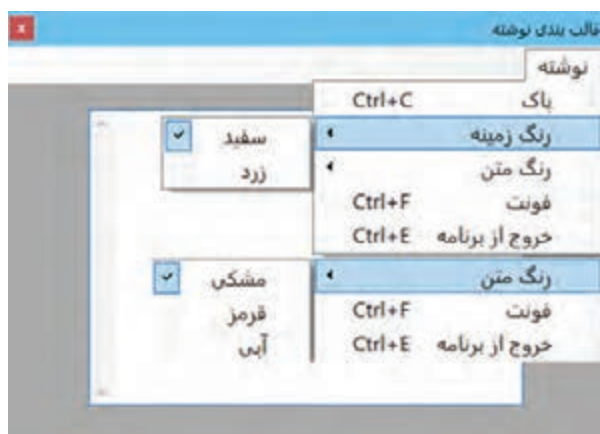 قالب بندی نوشته
نوشته
پاک Ctrl+C
رنگ زمینه
سفید
رنگ متن
زرد
فونت Ctrl+F
خروج از برنامه Ctrl+E
رنگ متن
مشکی
فونت Ctrl+F
قرمز
خروج از برنامه Ctrl+E
آبی